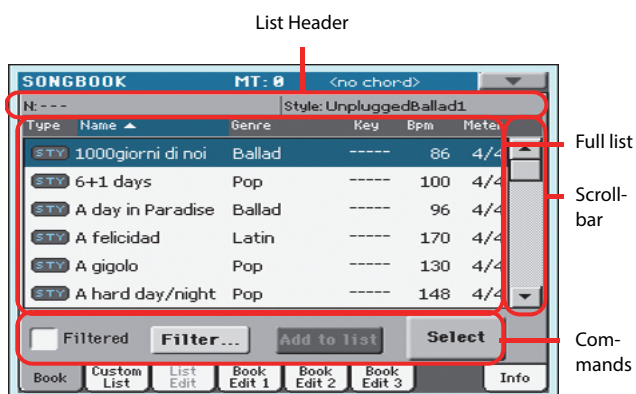 List Header
SONGBOOK MT: 0 <no chord>
N: --- Style: UnpluggedBallad1
Type Name Genre Key Bpm Meter
STY 1000giorni di noi Ballad ----- 86 4/4
STY 6+1 days Pop ----- 100 4/4
STY A day in Paradise Ballad ----- 96 4/4
STY A felicidad Latin ----- 170 4/4
STY A gigolo Pop ----- 130 4/4
STY A hard day/night Pop ----- 148 4/4
Full list
Scroll-
bar
Filtered Filter... Add to list Select
Com-
mands
Book Custom List List Edit Book Edit 1 Book Edit 2 Book Edit 3 Info